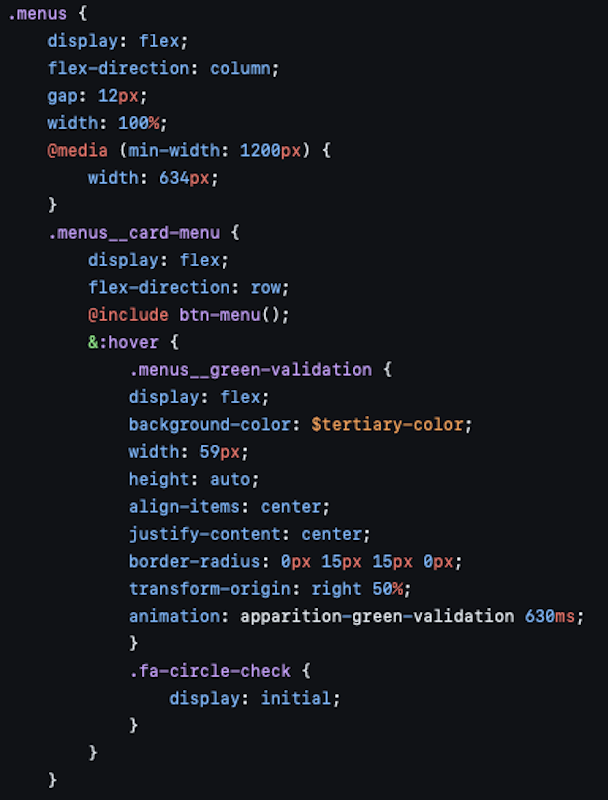 .menus {
    display: flex;
    flex-direction: column;
    gap: 12px;
    width: 100%;
    @media (min-width: 1200px) {
        width: 634px;
    }
    .menus__card-menu {
        display: flex;
        flex-direction: row;
        @include btn-menu();
        &:hover {
            .menus__green-validation {
            display: flex;
            background-color: $tertiary-color;
            width: 59px;
            height: auto;
            align-items: center;
            justify-content: center;
            border-radius: 0px 15px 15px 0px;
            transform-origin: right 50%;
            animation: apparition-green-validation 630ms;
            }
            .fa-circle-check {
                display: initial;
            }
        }
    }